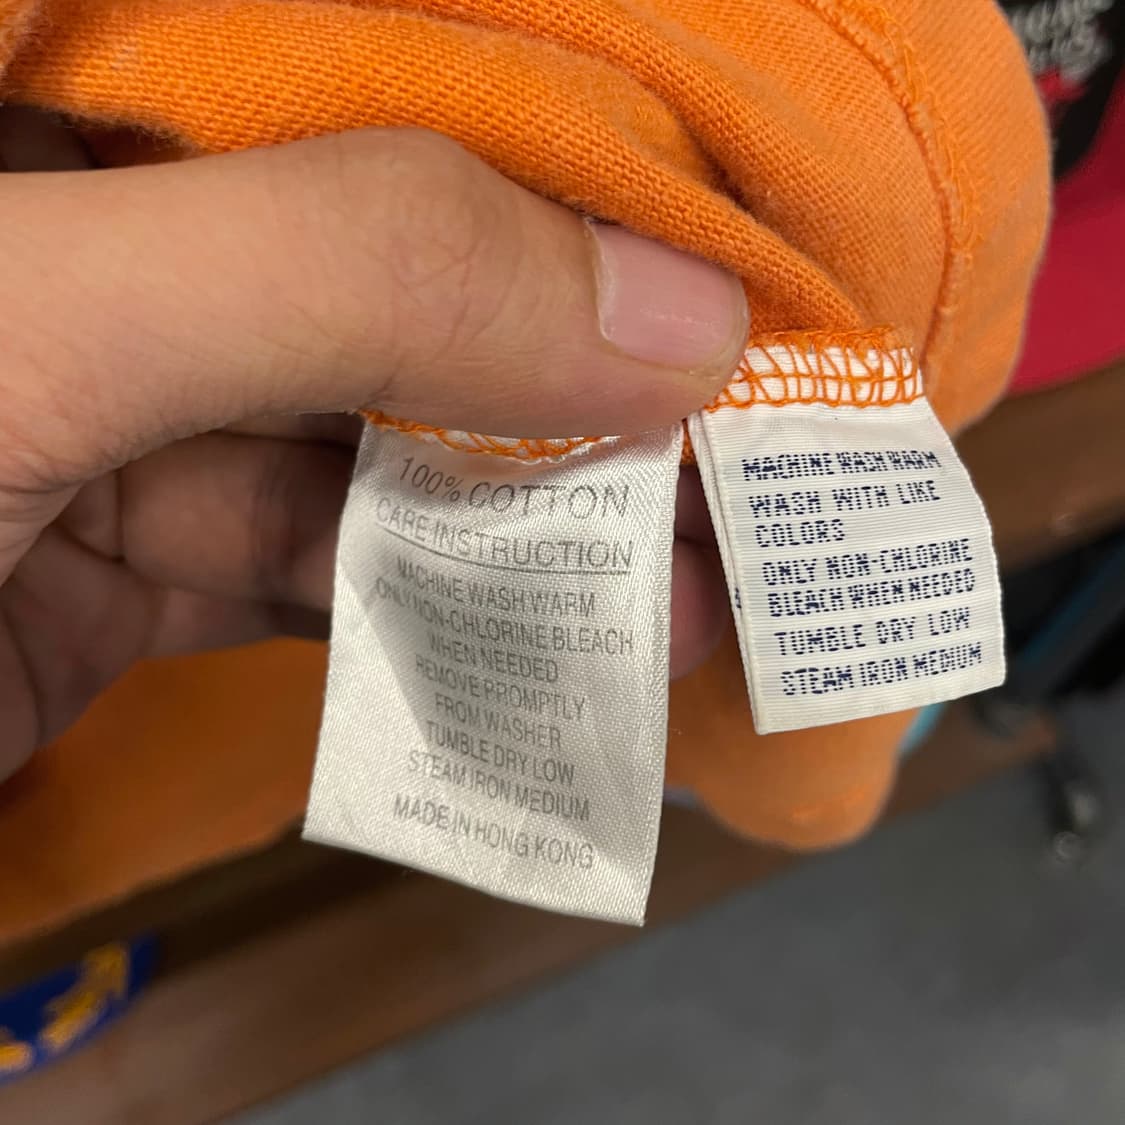 100% COTTON
CARE INSTRUCTION
MACHINE WASH WARM
ONLY NON-CHLORINE BLEACH
WHEN NEEDED
REMOVE PROMPTLY
FROM WASHER
TUMBLE DRY LOW
STEAM IRON MEDIUM
MADE IN HONG KONG
MACHINE WASH WARM
WASH WITH LIKE
COLORS
ONLY NON-CHLORINE
BLEACH WHEN NEEDED
TUMBLE DRY LOW
STEAM IRON MEDIUM